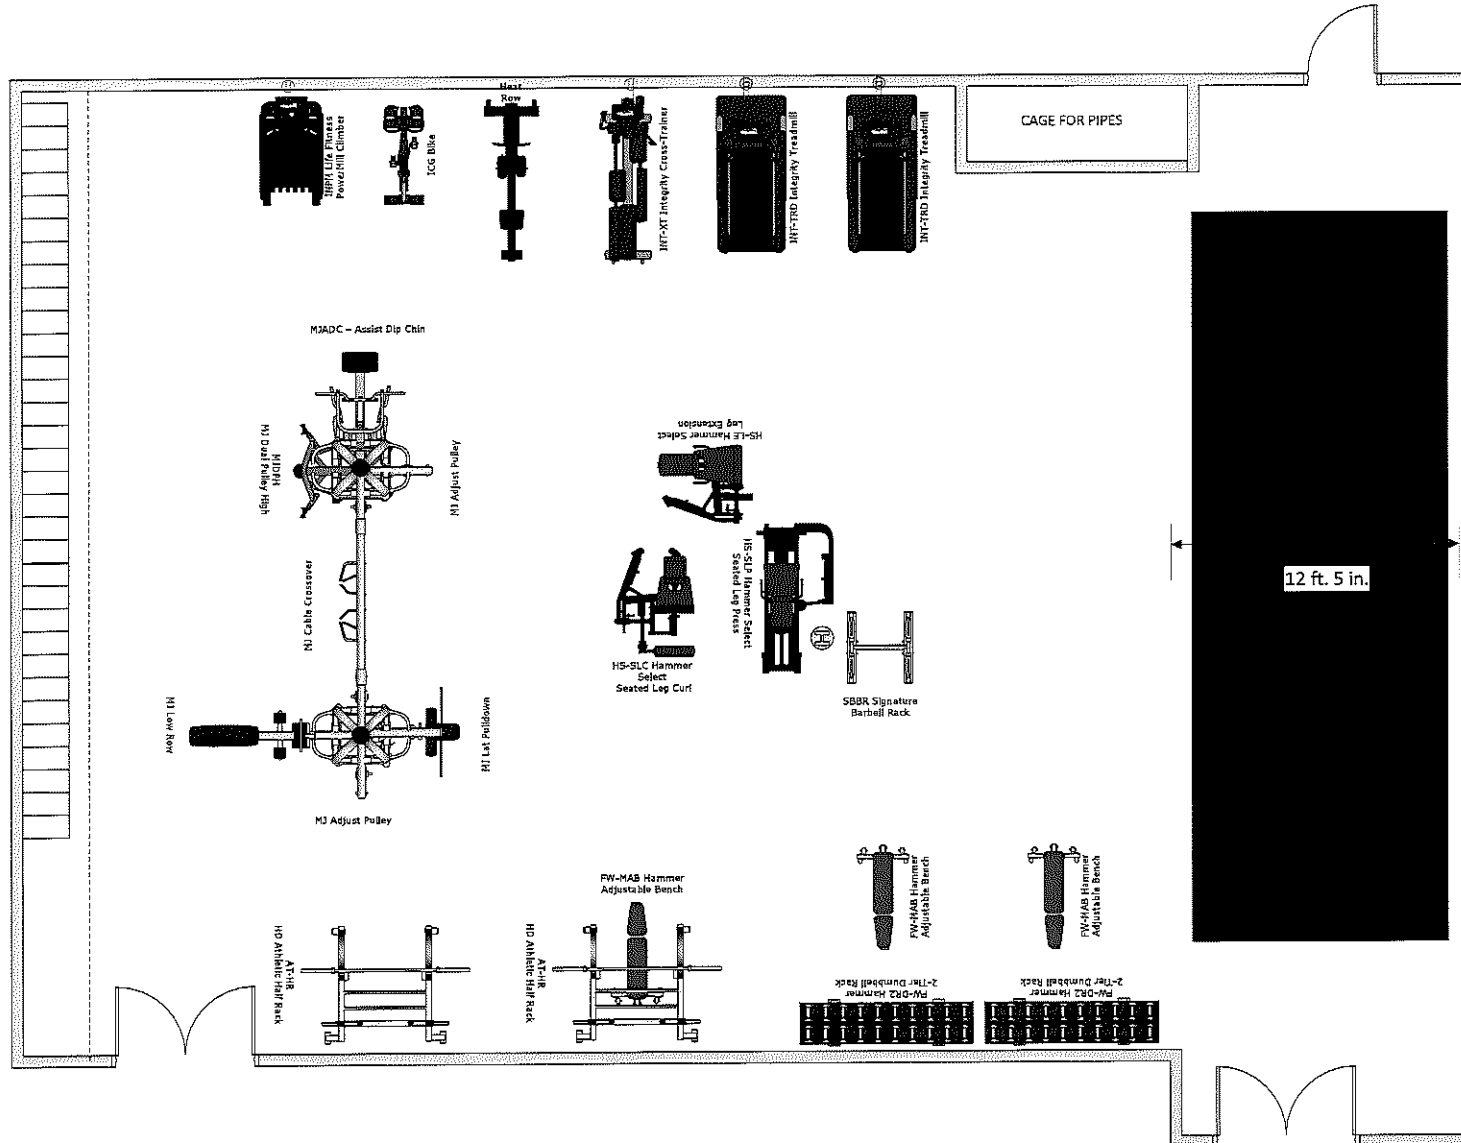 Heat
Row
CAGE FOR PIPES
INPM Life Fitness
PowerMill Climber
ICG Bike
INT-XT Integrity Cross-Trainer
INT-TRD Integrity Treadmill
INT-TRD Integrity Treadmill
MJADC – Assist Dip Chin
MJDPH
MJ Dual Pulley High
MJ Adjust Pulley
HS-LE Hammer Select
Leg Extension
MJ Cable Crossover
HS-SLP Hammer Select
Seated Leg Press
12 ft. 5 in.
HS-SLC Hammer
Select
Seated Leg Curl
H
SBBR Signature
Barbell Rack
MJ Low Row
MJ Lat Pulldown
MJ Adjust Pulley
FW-MAB Hammer
Adjustable Bench
FW-MAB Hammer
Adjustable Bench
FW-MAB Hammer
Adjustable Bench
AT-HR
HD Athletic Half Rack
AT-HR
HD Athletic Half Rack
FW-DR2 Hammer
2-Tier Dumbbell Rack
FW-DR2 Hammer
2-Tier Dumbbell Rack